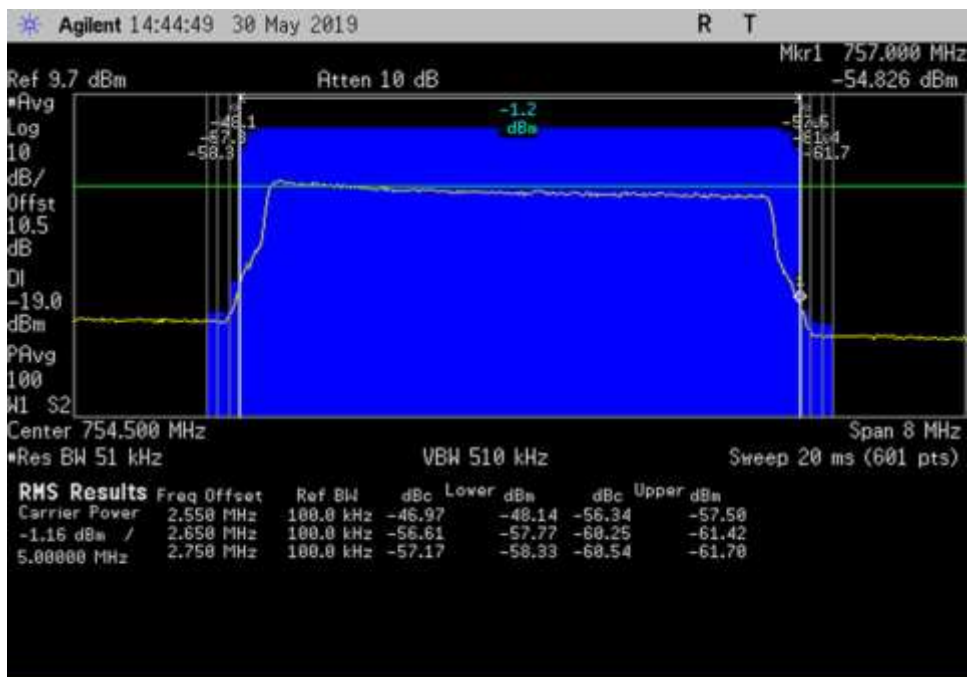 Agilent 14:44:49 30 May 2019 R T
Mkr1 757.000 MHz
Ref 9.7 dBm Atten 10 dB -54.826 dBm
*Avg
Log
10
dB/
Offst
10.5
dB
DI
-19.0
dBm
PAvg
100
W1 S2
-1.2
dBm
-58.3
-61.7
Center 754.500 MHz Span 8 MHz
*Res BW 51 kHz VBW 510 kHz Sweep 20 ms (601 pts)
RMS Results Freq Offset Ref BW dBc Lower dBm dBc Upper dBm
Carrier Power 2.550 MHz 100.0 kHz -46.97 -48.14 -56.34 -57.50
-1.16 dBm / 2.650 MHz 100.0 kHz -56.61 -57.77 -60.25 -61.42
5.00000 MHz 2.750 MHz 100.0 kHz -57.17 -58.33 -60.54 -61.70